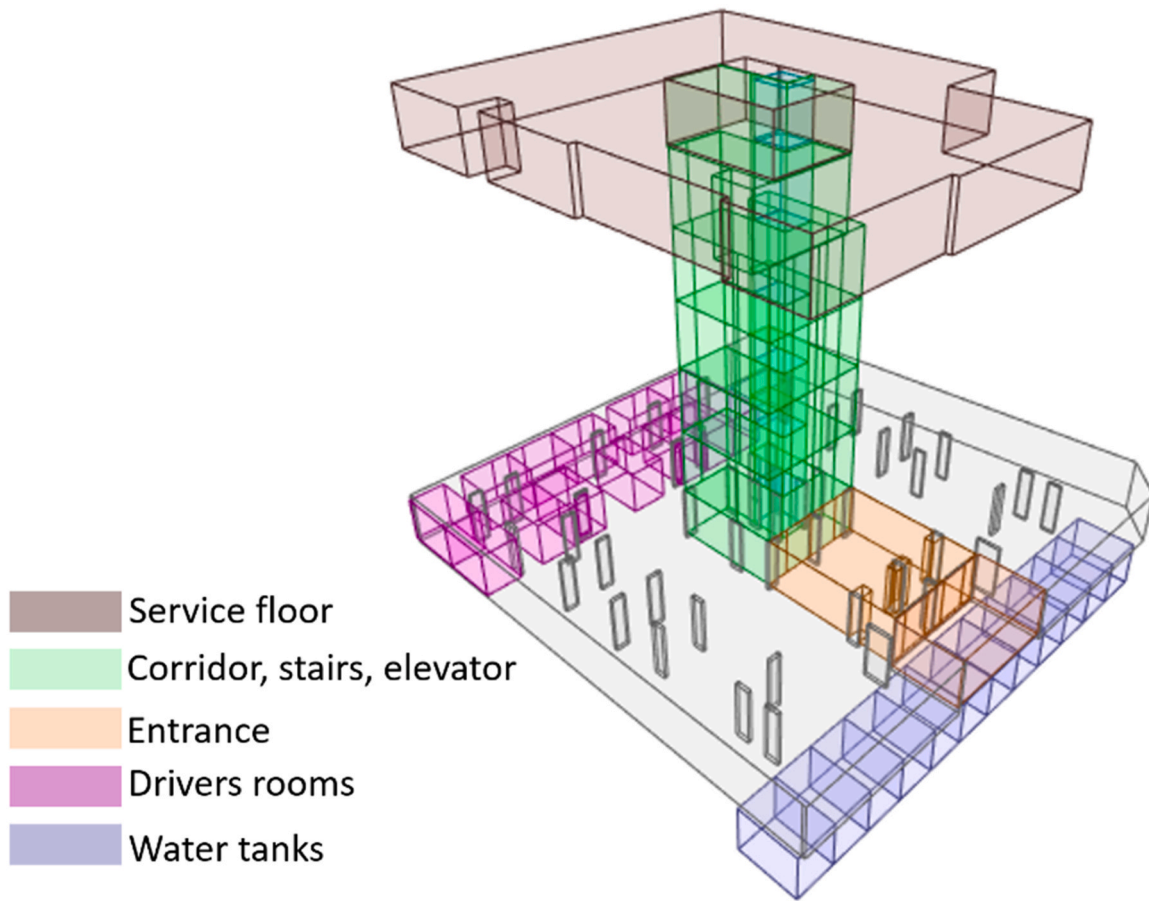 Service floor
Corridor, stairs, elevator
Entrance
Drivers rooms
Water tanks